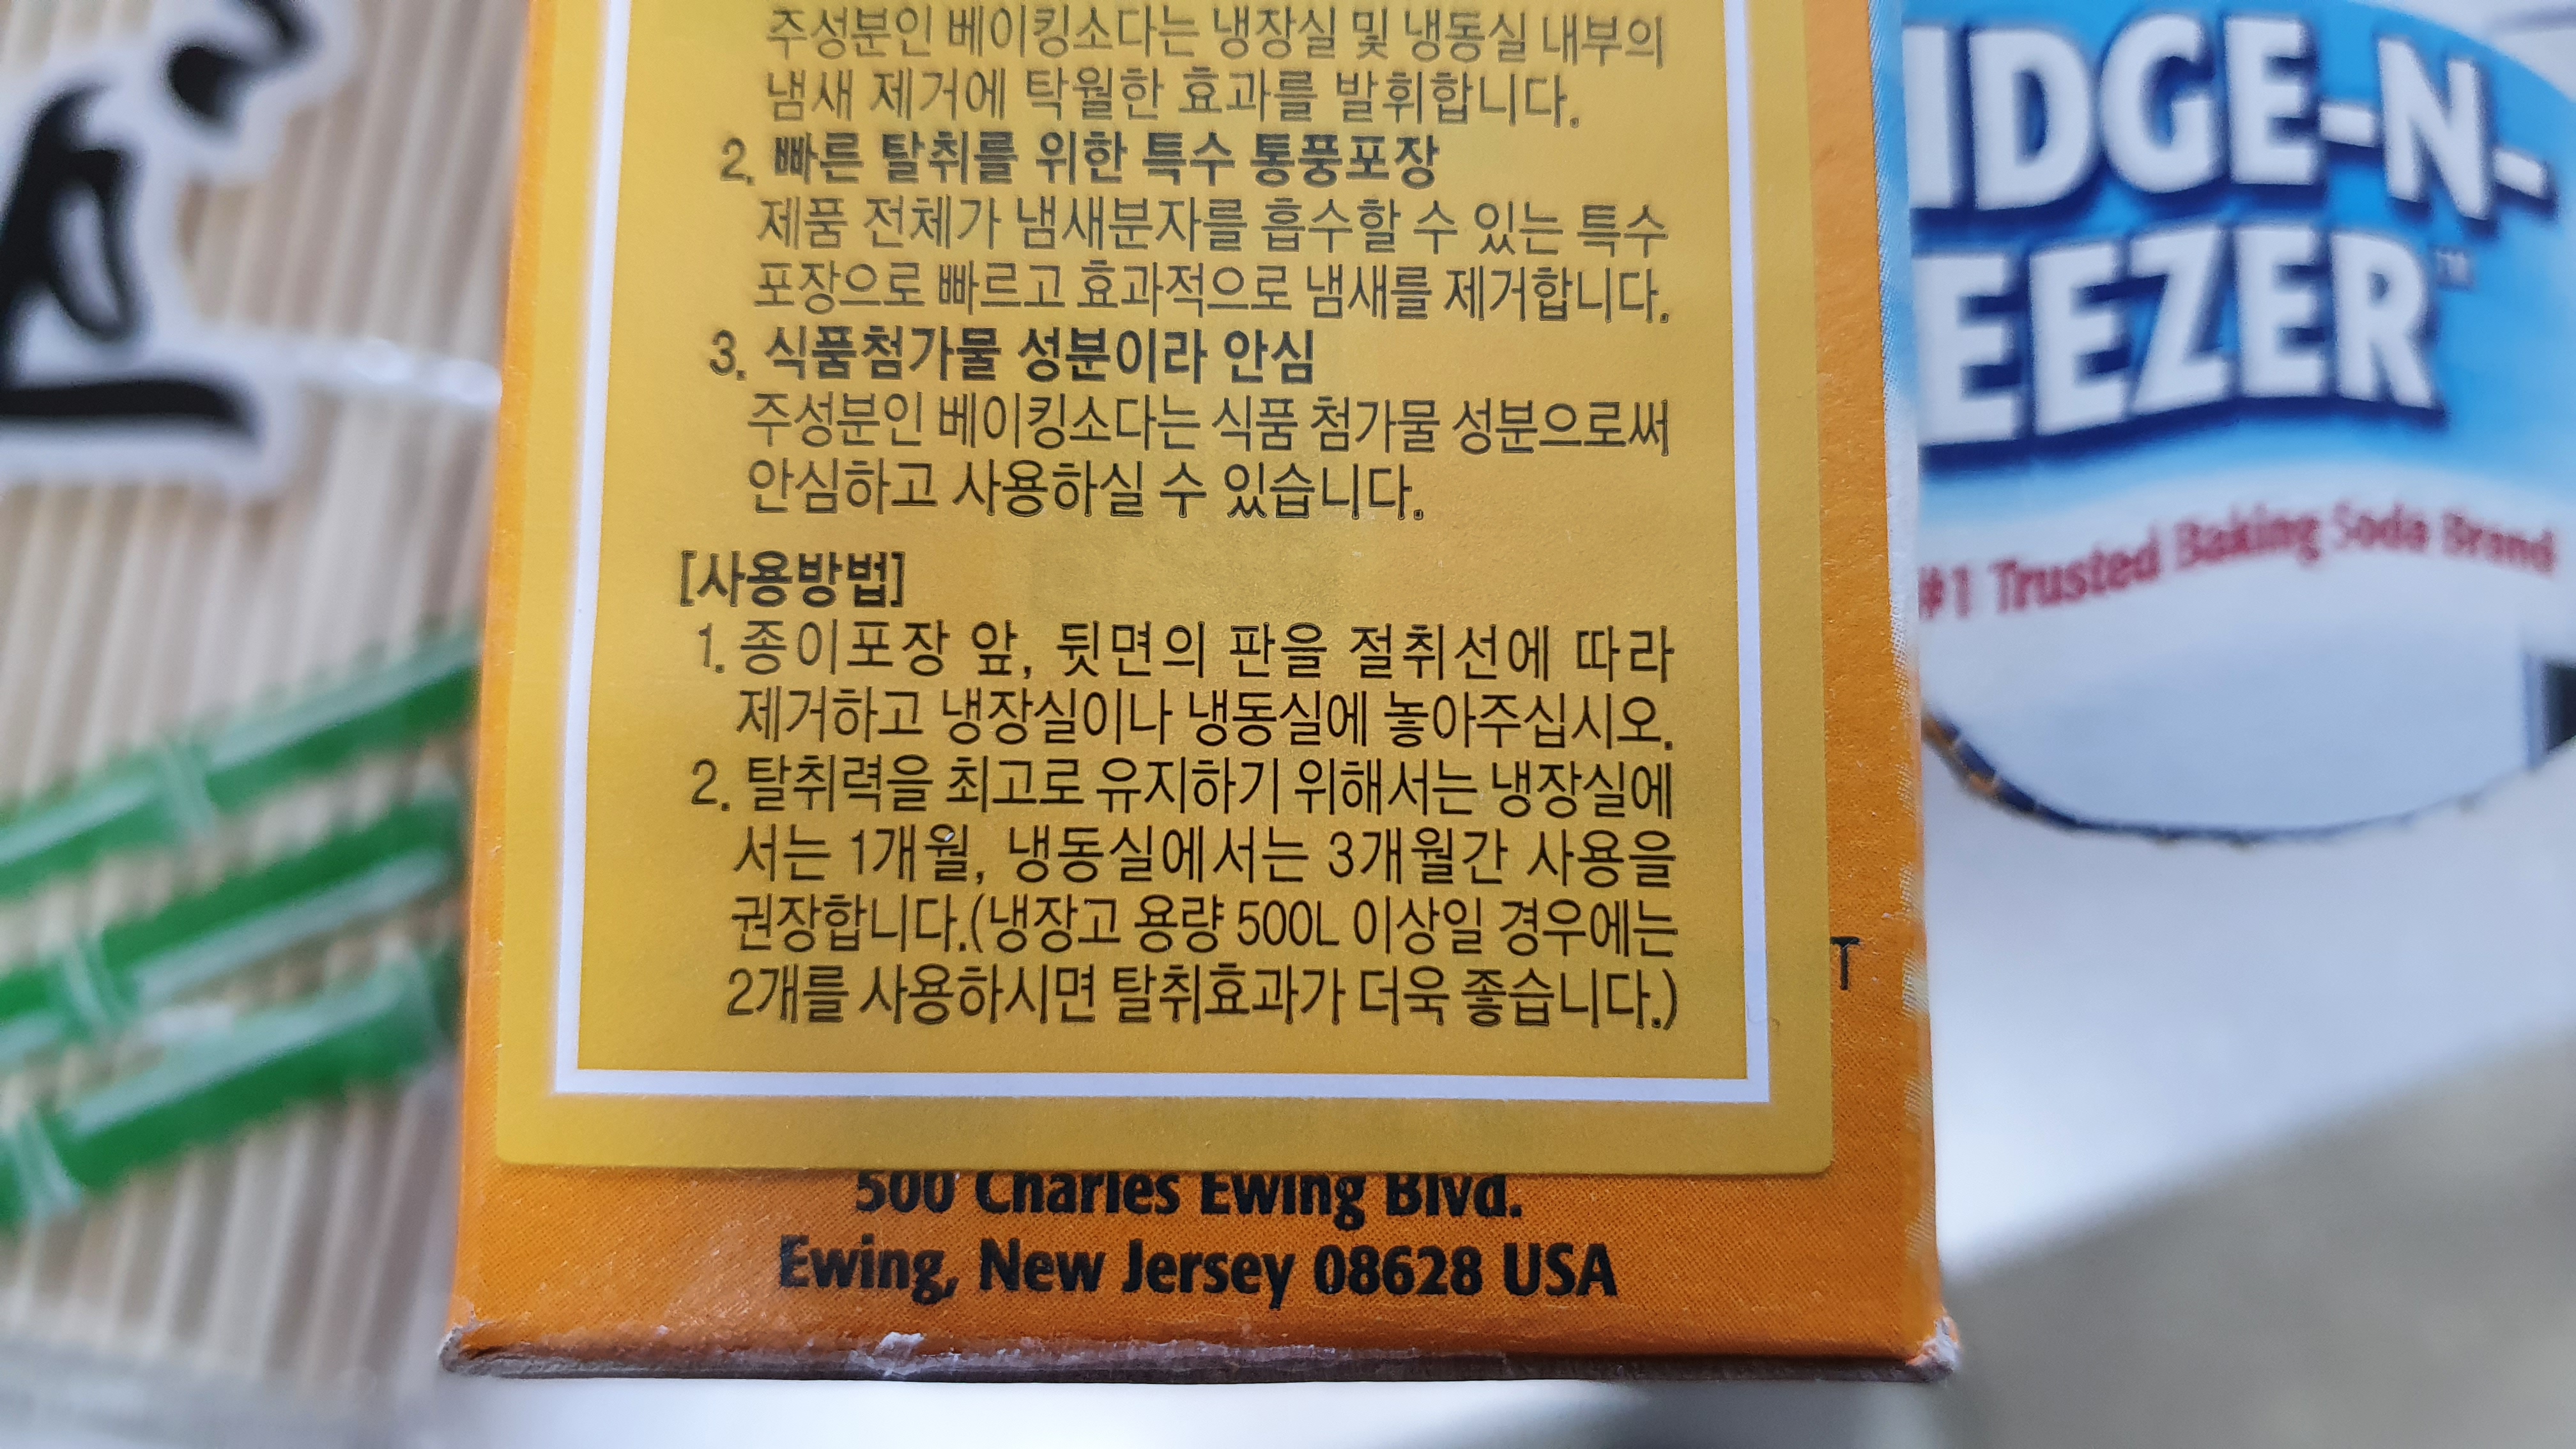 주성분인 베이킹소다는 냉장실 및 냉동실 내부의
냄새 제거에 탁월한 효과를 발휘합니다.
2. 빠른 탈취를 위한 특수 통풍포장
제품 전체가 냄새분자를 흡수할 수 있는 특수
포장으로 빠르고 효과적으로 냄새를 제거합니다.
3. 식품첨가물 성분이라 안심
주성분인 베이킹소다는 식품 첨가물 성분으로써
안심하고 사용하실 수 있습니다.
[사용방법]
1. 종이포장 앞, 뒷면의 판을 절취선에 따라
제거하고 냉장실이나 냉동실에 놓아주십시오.
2. 탈취력을 최고로 유지하기 위해서는 냉장실에
서는 1개월, 냉동실에서는 3개월간 사용을
권장합니다.(냉장고 용량 500L 이상일 경우에는
2개를 사용하시면 탈취효과가 더욱 좋습니다.)
T
500 Charles Ewing Blvd.
Ewing, New Jersey 08628 USA
IDGE-N-
EEZER™
#1 Trusted Baking Soda Brand